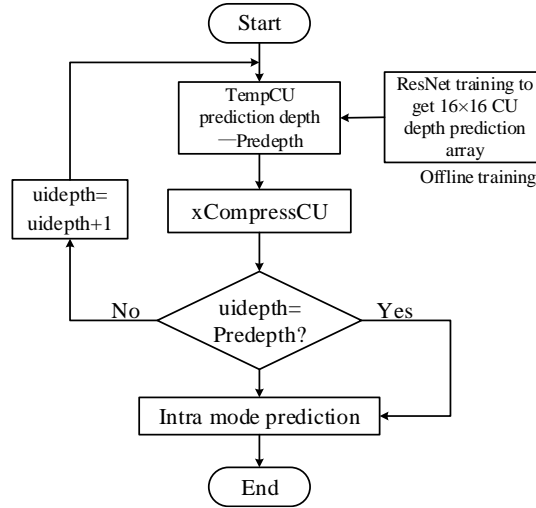 Start
TempCU
prediction depth
—Predepth
ResNet training to
get 16×16 CU
depth prediction
array
Offline training
uidepth=
uidepth+1
xCompressCU
No
uidepth=
Predepth?
Yes
Intra mode prediction
End